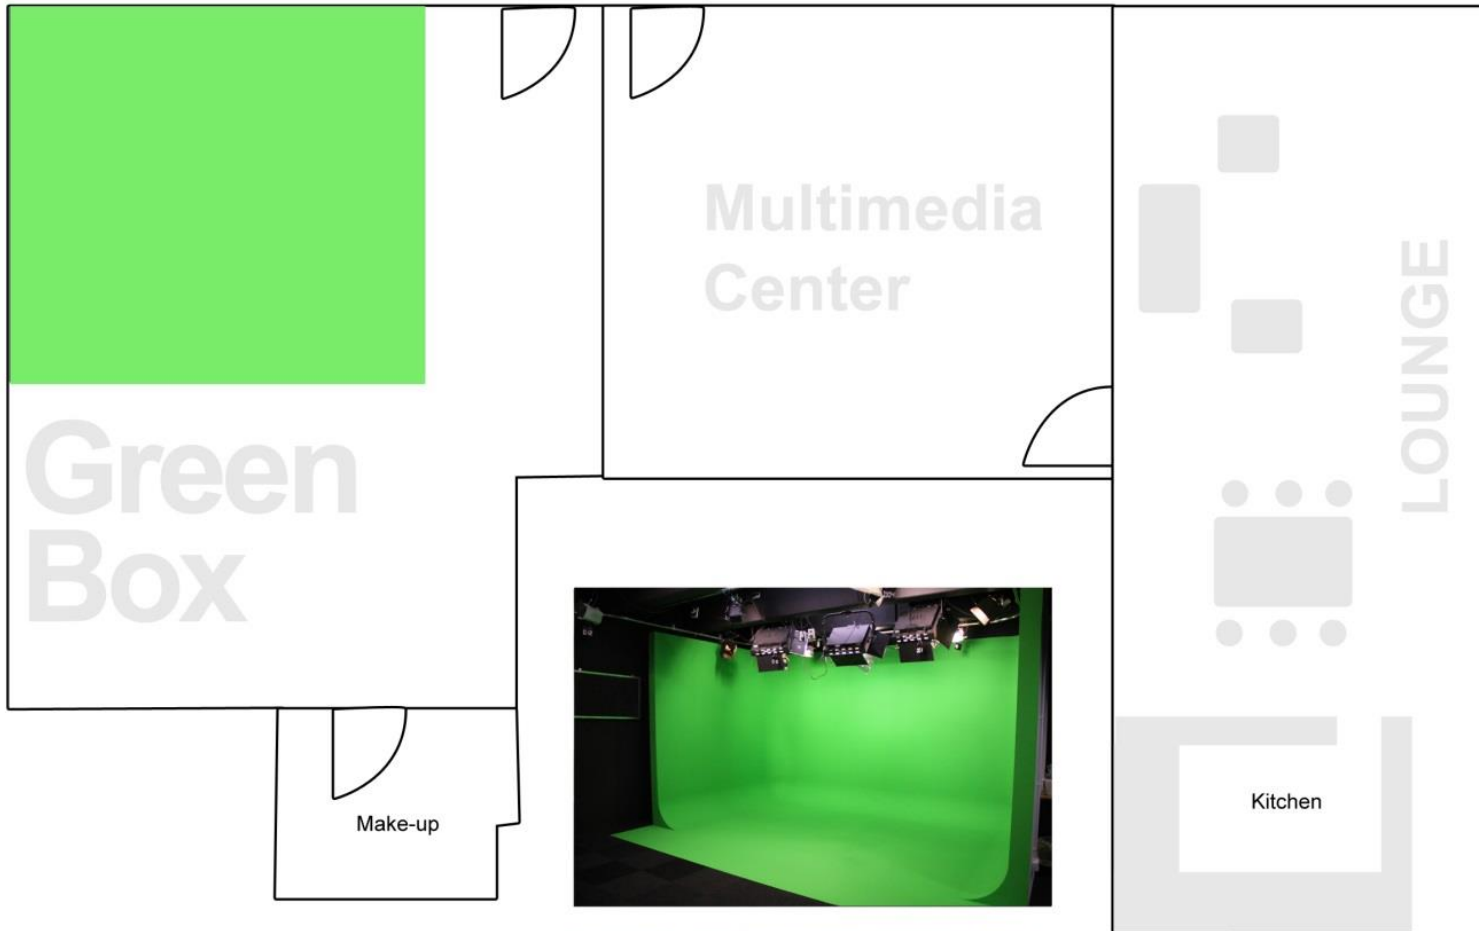 Multimedia
Center
LOUNGE
Green
Box
Kitchen
Make-up